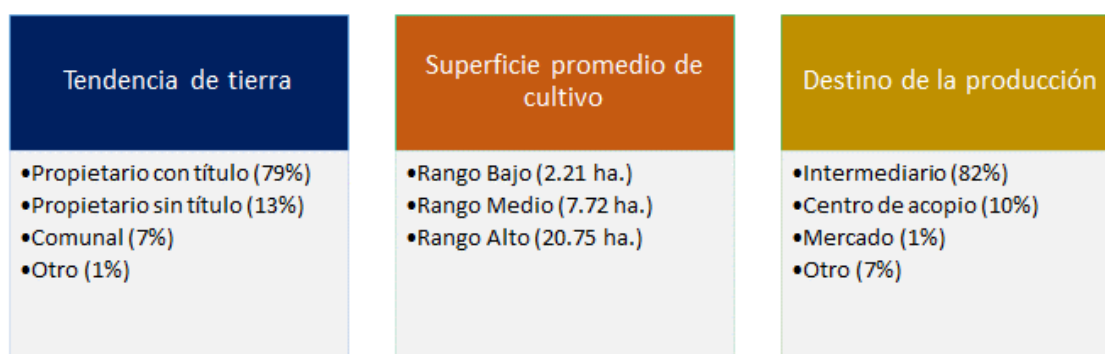 Tendencia de tierra
•Propietario con título (79%)
•Propietario sin título (13%)
•Comunal (7%)
•Otro (1%)
Superficie promedio de
cultivo
•Rango Bajo (2.21 ha.)
•Rango Medio (7.72 ha.)
•Rango Alto (20.75 ha.)
Destino de la producción
•Intermediario (82%)
•Centro de acopio (10%)
•Mercado (1%)
•Otro (7%)